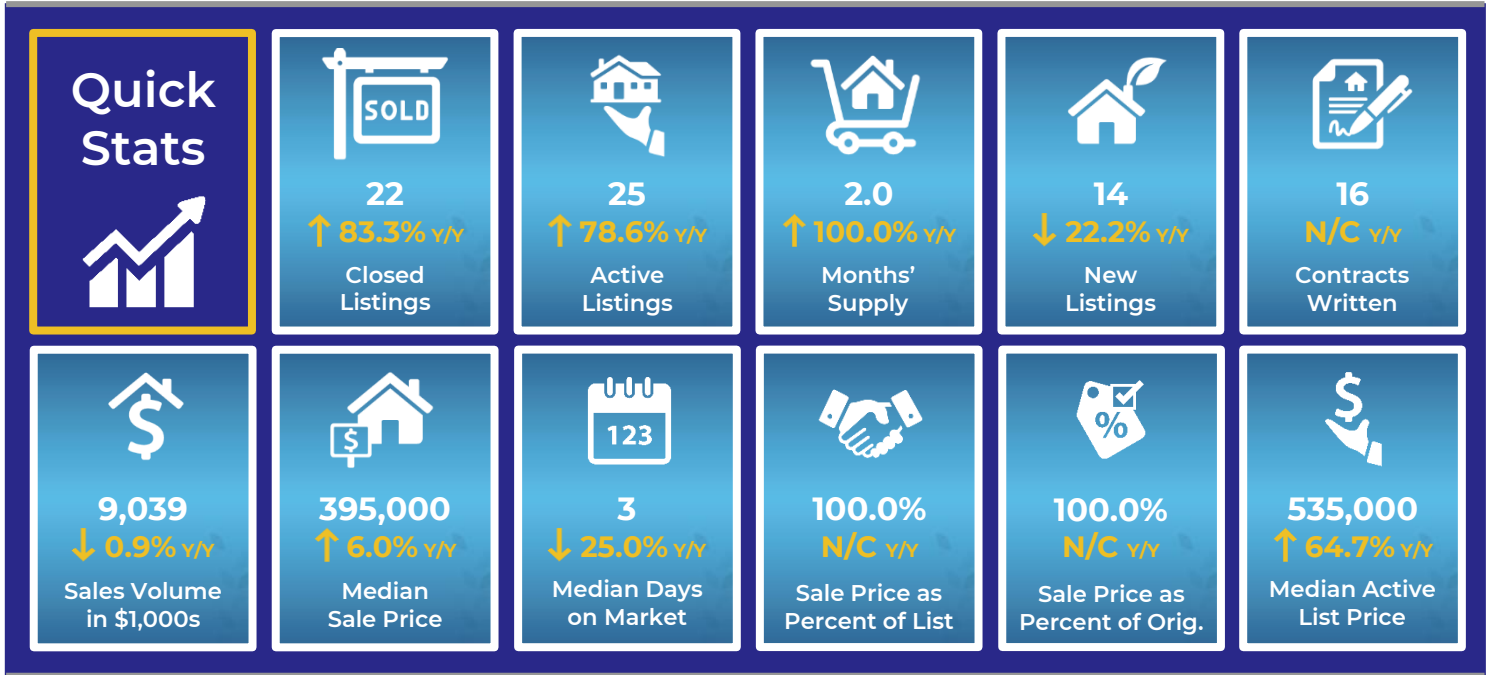 Quick
Stats
SOLD
22
↑ 83.3% Y/Y
Closed
Listings
25
↑ 78.6% Y/Y
Active
Listings
2.0
↑ 100.0% Y/Y
Months’
Supply
14
↓ 22.2% Y/Y
New
Listings
16
N/C Y/Y
Contracts
Written
$
9,039
↓ 0.9% Y/Y
Sales Volume
in $1,000s
$
395,000
↑ 6.0% Y/Y
Median
Sale Price
123
3
↓ 25.0% Y/Y
Median Days
on Market
100.0%
N/C Y/Y
Sale Price as
Percent of List
%
100.0%
N/C Y/Y
Sale Price as
Percent of Orig.
$
535,000
↑ 64.7% Y/Y
Median Active
List Price